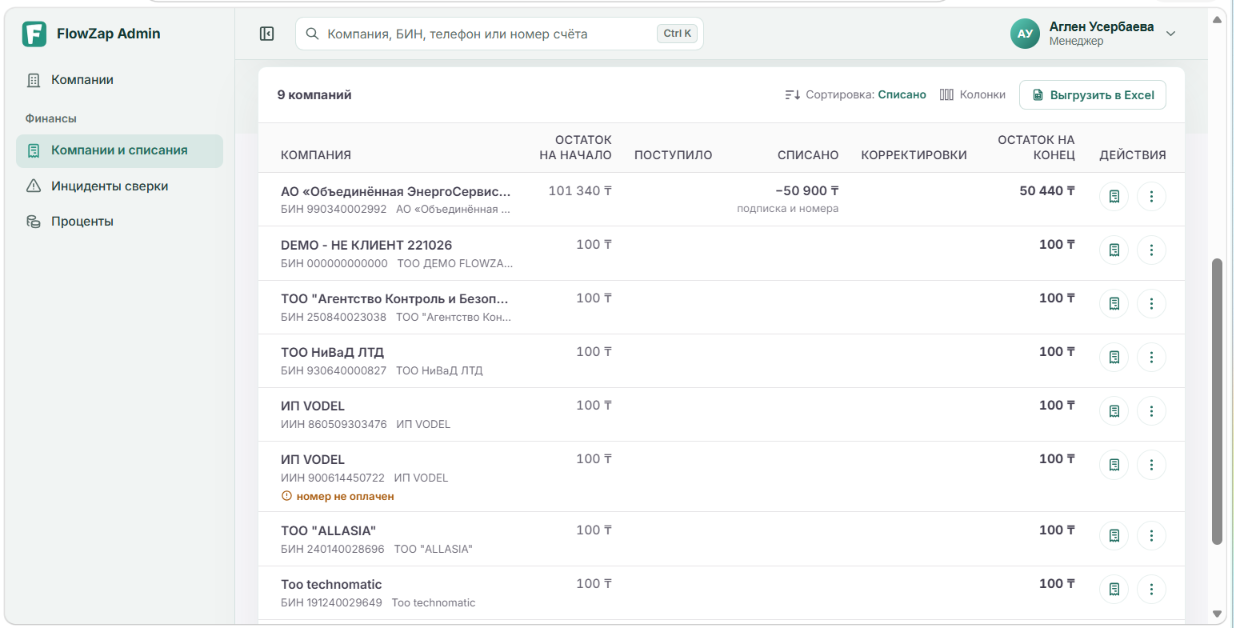 FlowZap Admin
Компания, БИН, телефон или номер счёта
Ctrl K
АУ
Аглен Усербаева
Менеджер
Компании
Финансы
Компании и списания
Инциденты сверки
Проценты
9 компаний
Сортировка: Списано
Колонки
Выгрузить в Excel
КОМПАНИЯ
ОСТАТОК НА НАЧАЛО
ПОСТУПИЛО
СПИСАНО
КОРРЕКТИРОВКИ
ОСТАТОК НА КОНЕЦ
ДЕЙСТВИЯ
АО «Объединённая ЭнергоСервис... 101 340 ₸ −50 900 ₸ 50 440 ₸
БИН 990340002992 АО «Объединённая ... подписка и номера
DEMO - НЕ КЛИЕНТ 221026 100 ₸ 100 ₸
БИН 000000000000 ТОО ДЕМО FLOWZA...
ТОО "Агентство Контроль и Безоп... 100 ₸ 100 ₸
БИН 250840023038 ТОО "Агентство Кон...
ТОО НиВаД ЛТД 100 ₸ 100 ₸
БИН 930640000827 ТОО НиВаД ЛТД
ИП VODEL 100 ₸ 100 ₸
ИИН 860509303476 ИП VODEL
ИП VODEL 100 ₸ 100 ₸
ИИН 900614450722 ИП VODEL
номер не оплачен
ТОО "ALLASIA" 100 ₸ 100 ₸
БИН 240140028696 ТОО "ALLASIA"
Too technomatic 100 ₸ 100 ₸
БИН 191240029649 Too technomatic